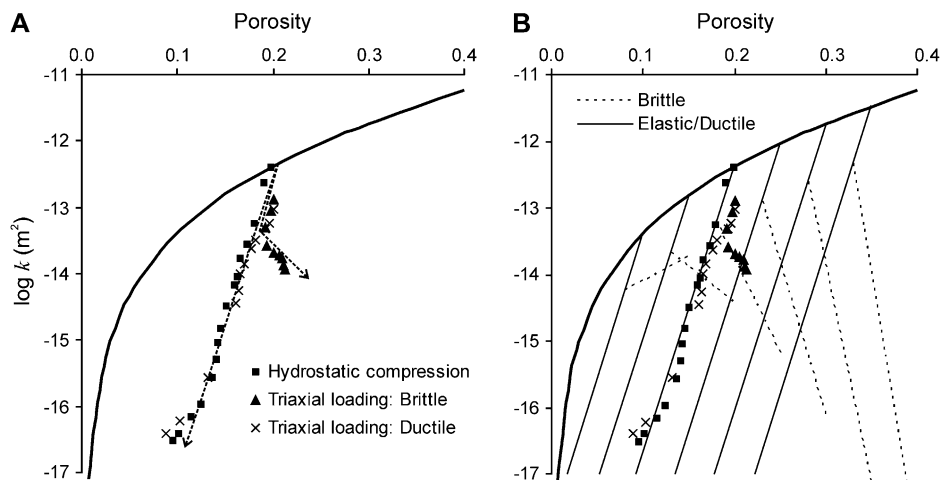 A
Porosity
0.0 0.1 0.2 0.3 0.4
-11
-12
-13
-14
-15
-16
-17
log k (m²)
Hydrostatic compression
Triaxial loading: Brittle
Triaxial loading: Ductile
B
Porosity
0.0 0.1 0.2 0.3 0.4
-11
-12
-13
-14
-15
-16
-17
Brittle
Elastic/Ductile